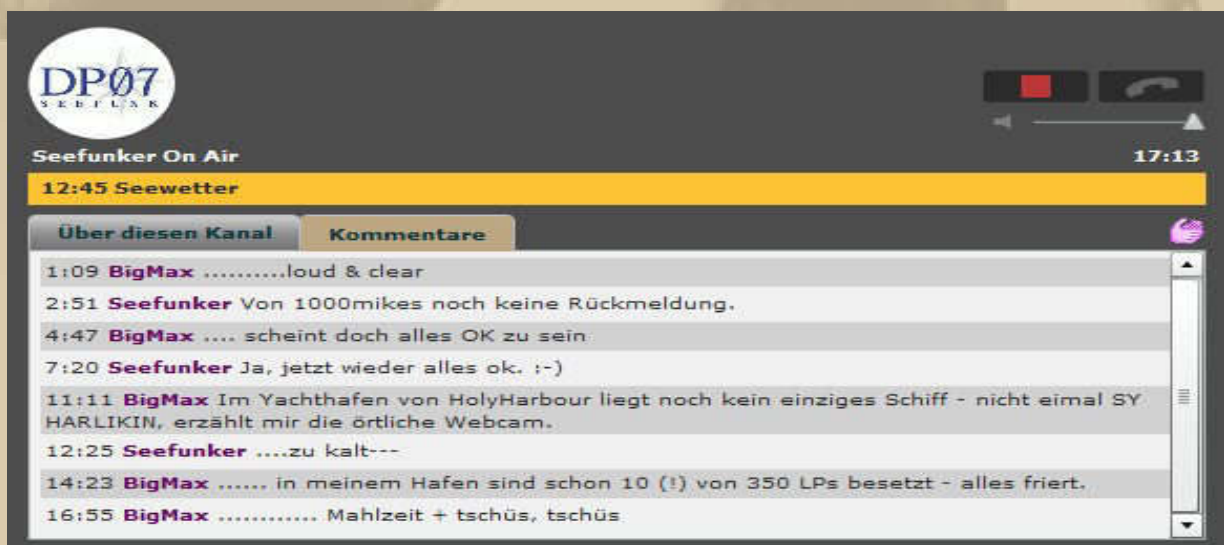 DPØ7
SEEFUNK
Seefunker On Air
17:13
12:45 Seewetter
Über diesen Kanal
Kommentare
1:09 BigMax ..........loud & clear
2:51 Seefunker Von 1000mikes noch keine Rückmeldung.
4:47 BigMax .... scheint doch alles OK zu sein
7:20 Seefunker Ja, jetzt wieder alles ok. :-)
11:11 BigMax Im Yachthafen von HolyHarbour liegt noch kein einziges Schiff - nicht eimal SY
HARLIKIN, erzählt mir die örtliche Webcam.
12:25 Seefunker ....zu kalt---
14:23 BigMax ...... in meinem Hafen sind schon 10 (!) von 350 LPs besetzt - alles friert.
16:55 BigMax ............ Mahlzeit + tschüs, tschüs